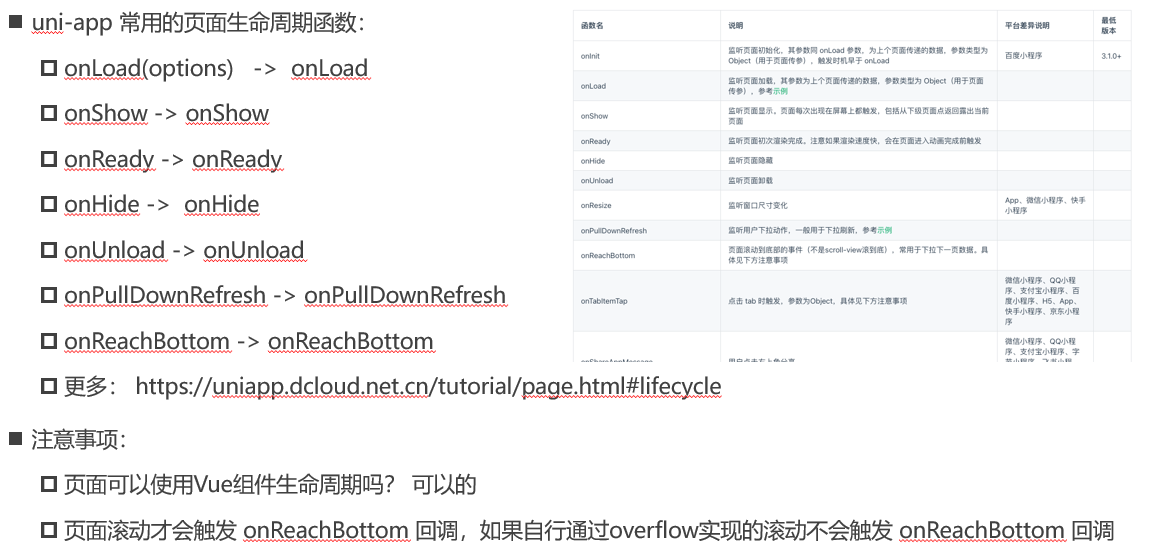 uni-app 常用的页面生命周期函数：
onLoad(options) -> onLoad
onShow -> onShow
onReady -> onReady
onHide -> onHide
onUnload -> onUnload
onPullDownRefresh -> onPullDownRefresh
onReachBottom -> onReachBottom
更多： https://uniapp.dcloud.net.cn/tutorial/page.html#lifecycle
注意事项：
页面可以使用Vue组件生命周期吗？ 可以的
页面滚动才会触发 onReachBottom 回调，如果自行通过overflow实现的滚动不会触发 onReachBottom 回调
函数名 说明 平台差异说明 最低
版本
onInit 监听页面初始化，其参数同 onLoad 参数，为上个页面传递的数据，参数类型为
Object（用于页面传参），触发时机早于 onLoad 百度小程序 3.1.0+
onLoad 监听页面加载，其参数为上个页面传递的数据，参数类型为 Object（用于页面
传参），参考示例
onShow 监听页面显示。页面每次出现在屏幕上都触发，包括从下级页面点返回露出当前
页面
onReady 监听页面初次渲染完成。注意如果渲染速度快，会在页面进入动画完成前触发
onHide 监听页面隐藏
onUnload 监听页面卸载
onResize 监听窗口尺寸变化 App、微信小程序、快手
小程序
onPullDownRefresh 监听用户下拉动作，一般用于下拉刷新，参考示例
onReachBottom 页面滚动到底部的事件（不是scroll-view滚到底），常用于下拉下一页数据。具
体见下方注意事项
onTabItemTap 点击 tab 时触发，参数为Object，具体见下方注意事项 微信小程序、QQ小程
序、支付宝小程序、百
度小程序、H5、App、
快手小程序、京东小程
序
微信小程序、QQ小程
序、支付宝小程序、字